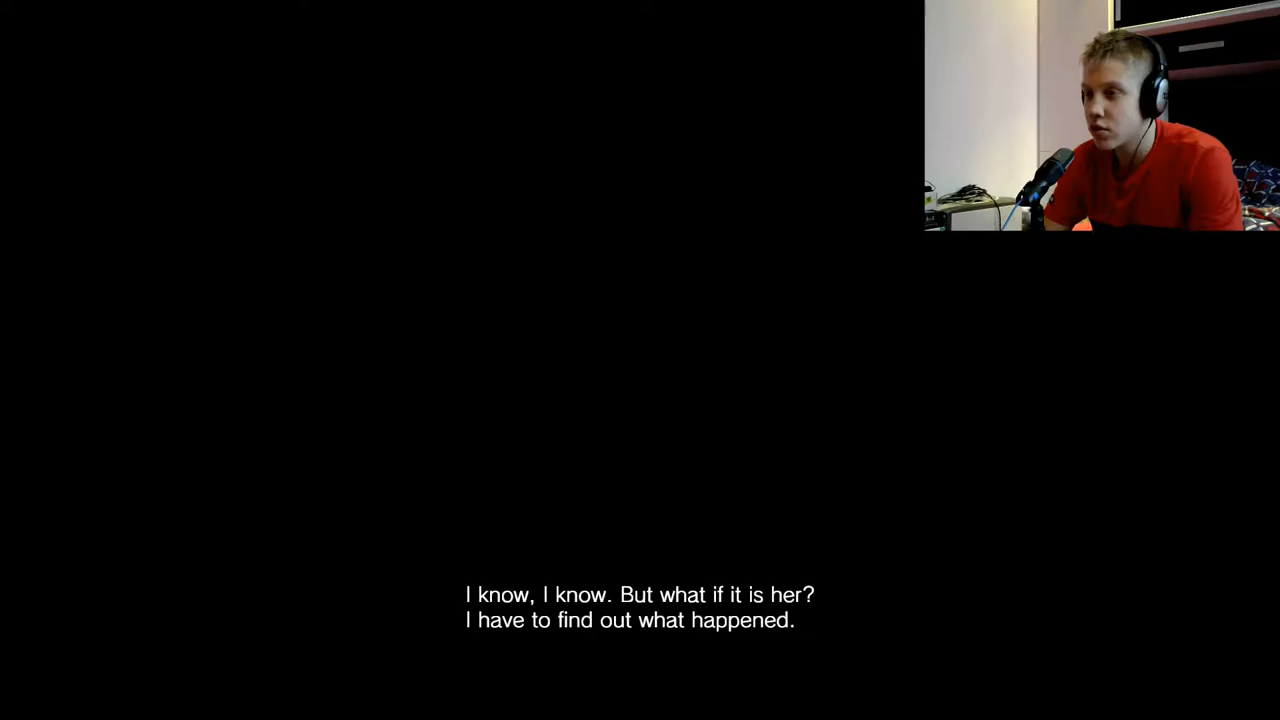 I know, I know. But what if it is her?
I have to find out what happened.